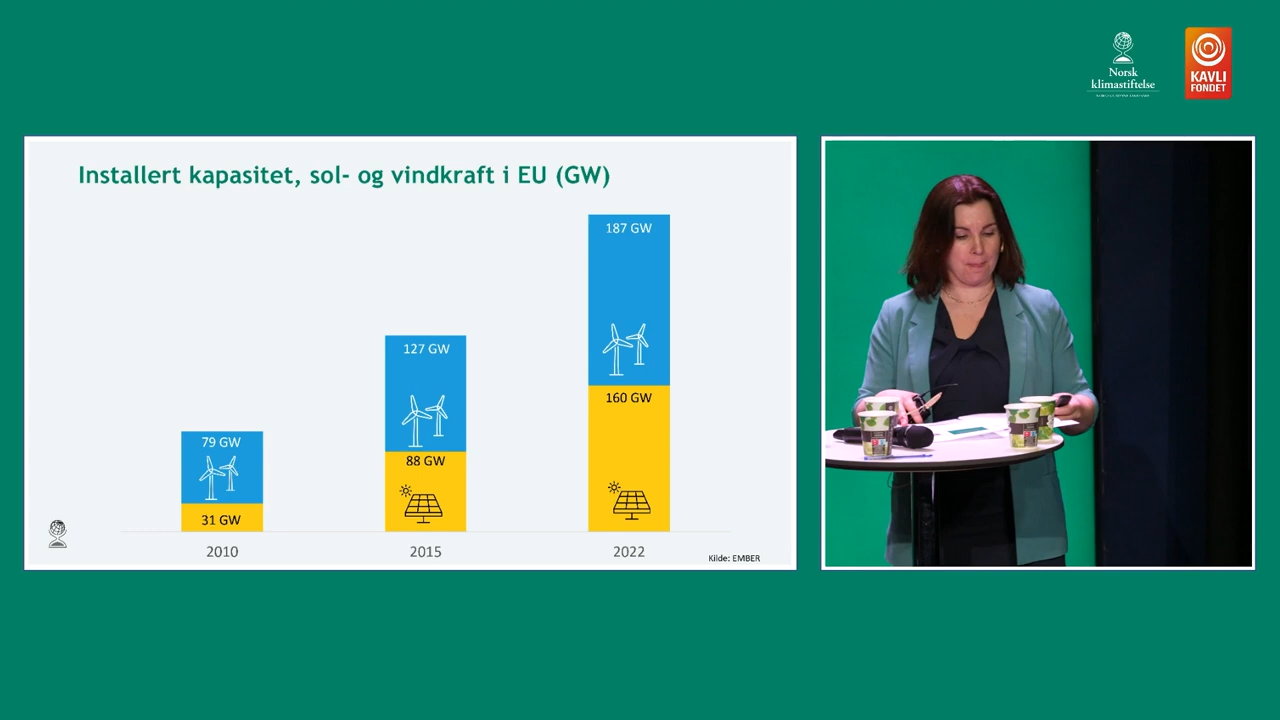 Norsk
klimastiftelse
KAVLI
FONDET
Installert kapasitet, sol- og vindkraft i EU (GW)
187 GW
127 GW
160 GW
79 GW
88 GW
31 GW
2010
2015
2022
Kilde: EMBER